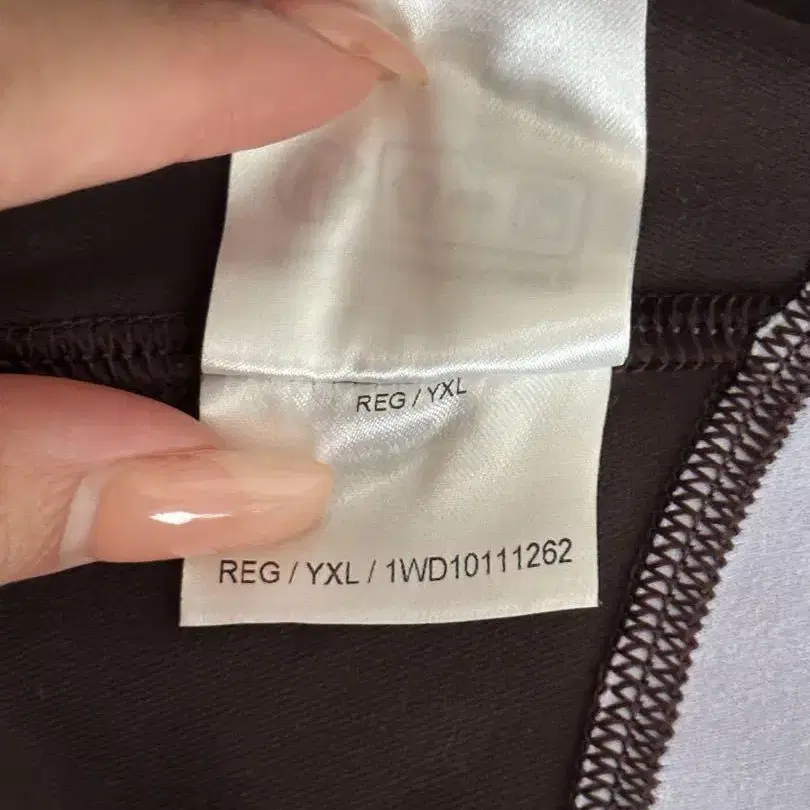 REG / YXL
REG / YXL / 1WD10111262